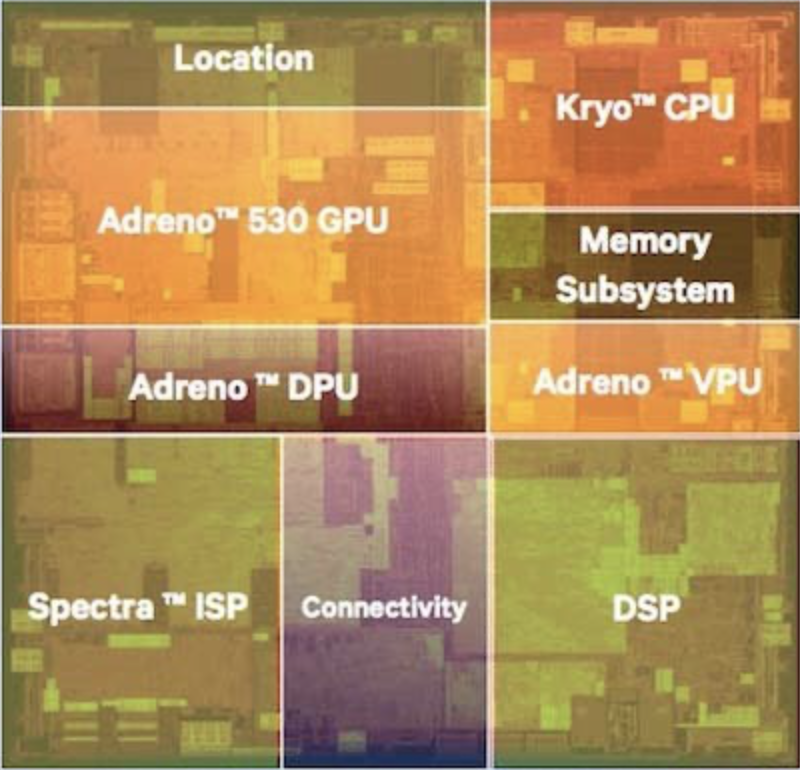 Location
Kryo™ CPU
Adreno™ 530 GPU
Memory
Subsystem
Adreno ™ DPU
Adreno ™ VPU
Spectra ™ ISP
Connectivity
DSP